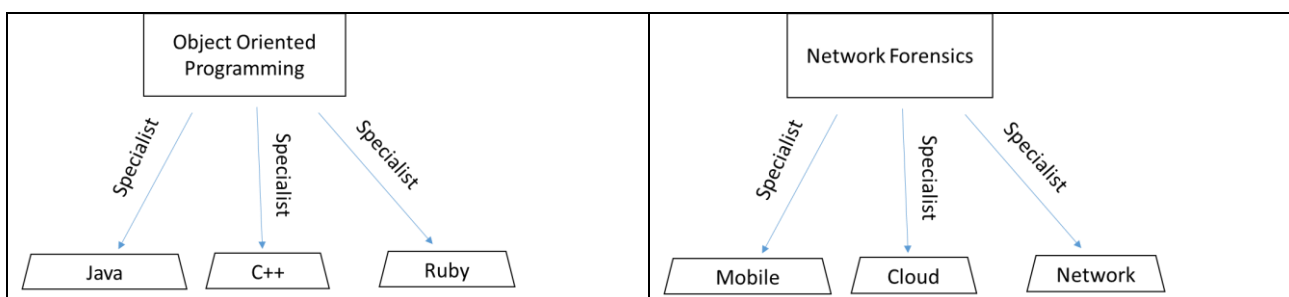 Object Oriented
Programming
Specialist
Specialist
Specialist
Java
C++
Ruby
Network Forensics
Specialist
Specialist
Specialist
Mobile
Cloud
Network